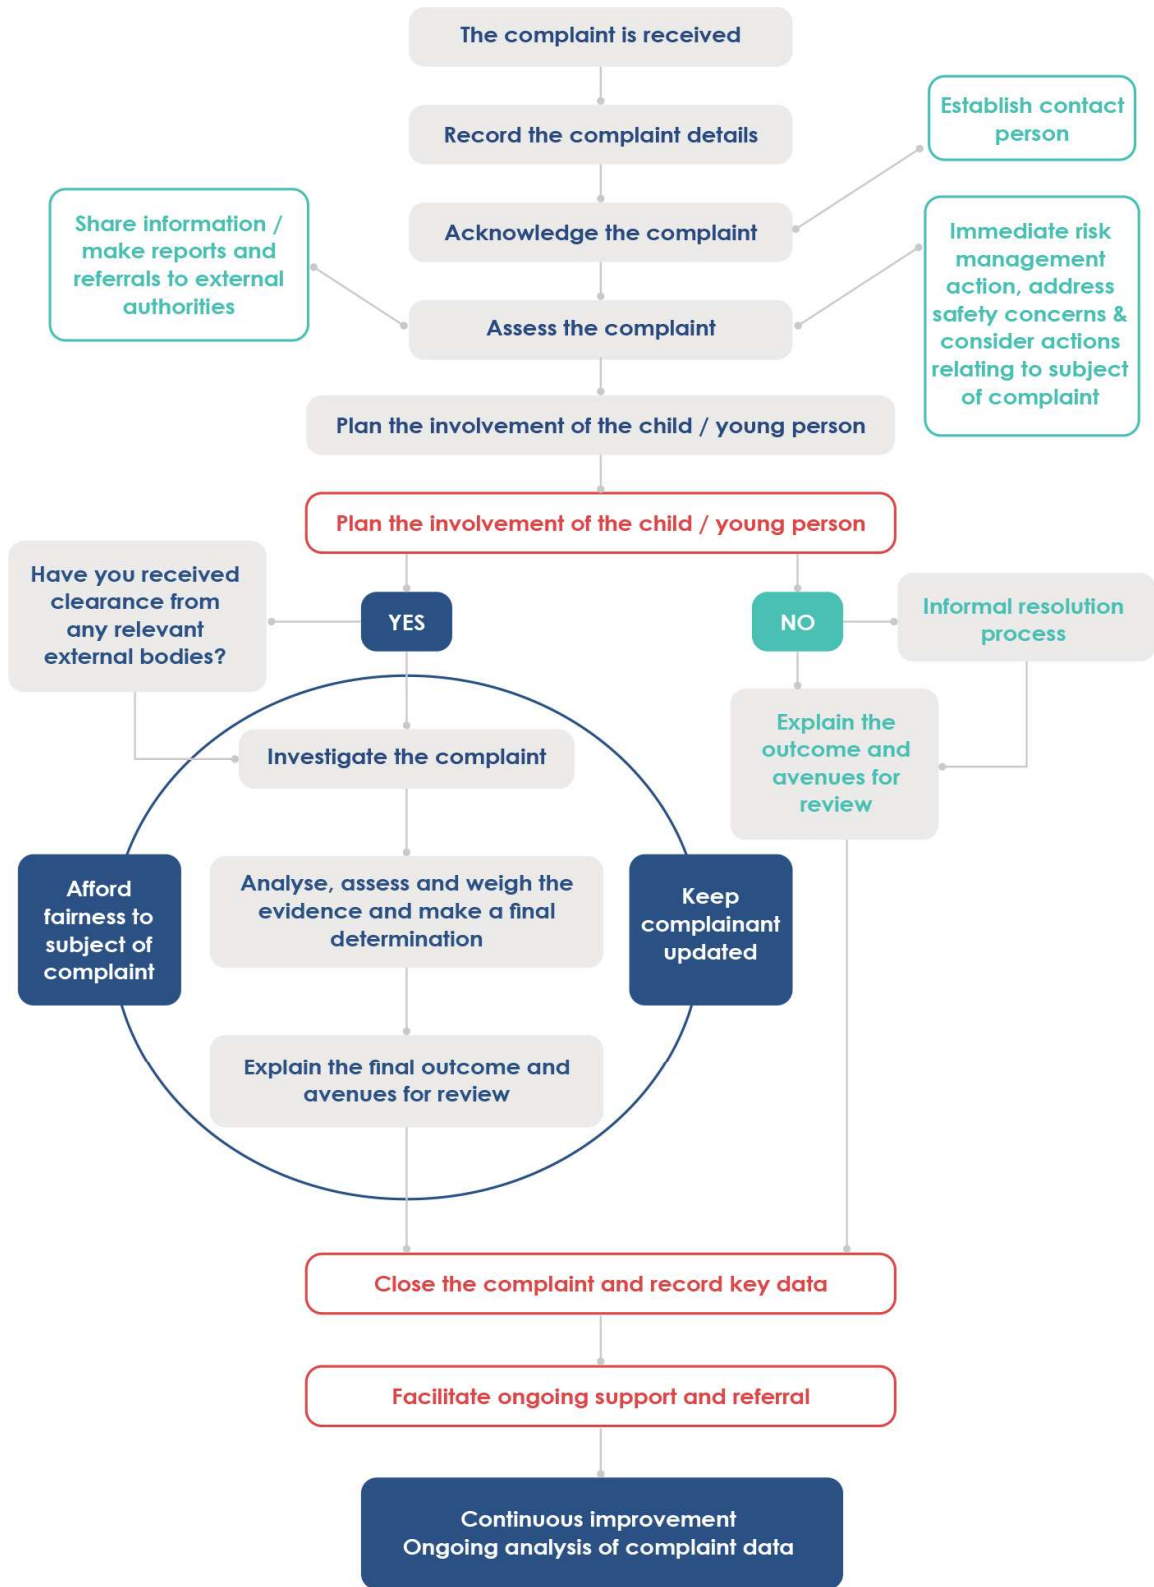 The complaint is received
Record the complaint details
Establish contact
person
Acknowledge the complaint
Share information /
make reports and
referrals to external
authorities
Immediate risk
management
action, address
safety concerns &
consider actions
relating to subject
of complaint
Assess the complaint
Plan the involvement of the child / young person
Plan the involvement of the child / young person
Have you received
clearance from
any relevant
external bodies?
YES
NO
Informal resolution
process
Investigate the complaint
Explain the
outcome and
avenues for
review
Afford
fairness to
subject of
complaint
Analyse, assess and weigh the
evidence and make a final
determination
Keep
complainant
updated
Explain the final outcome and
avenues for review
Close the complaint and record key data
Facilitate ongoing support and referral
Continuous improvement
Ongoing analysis of complaint data